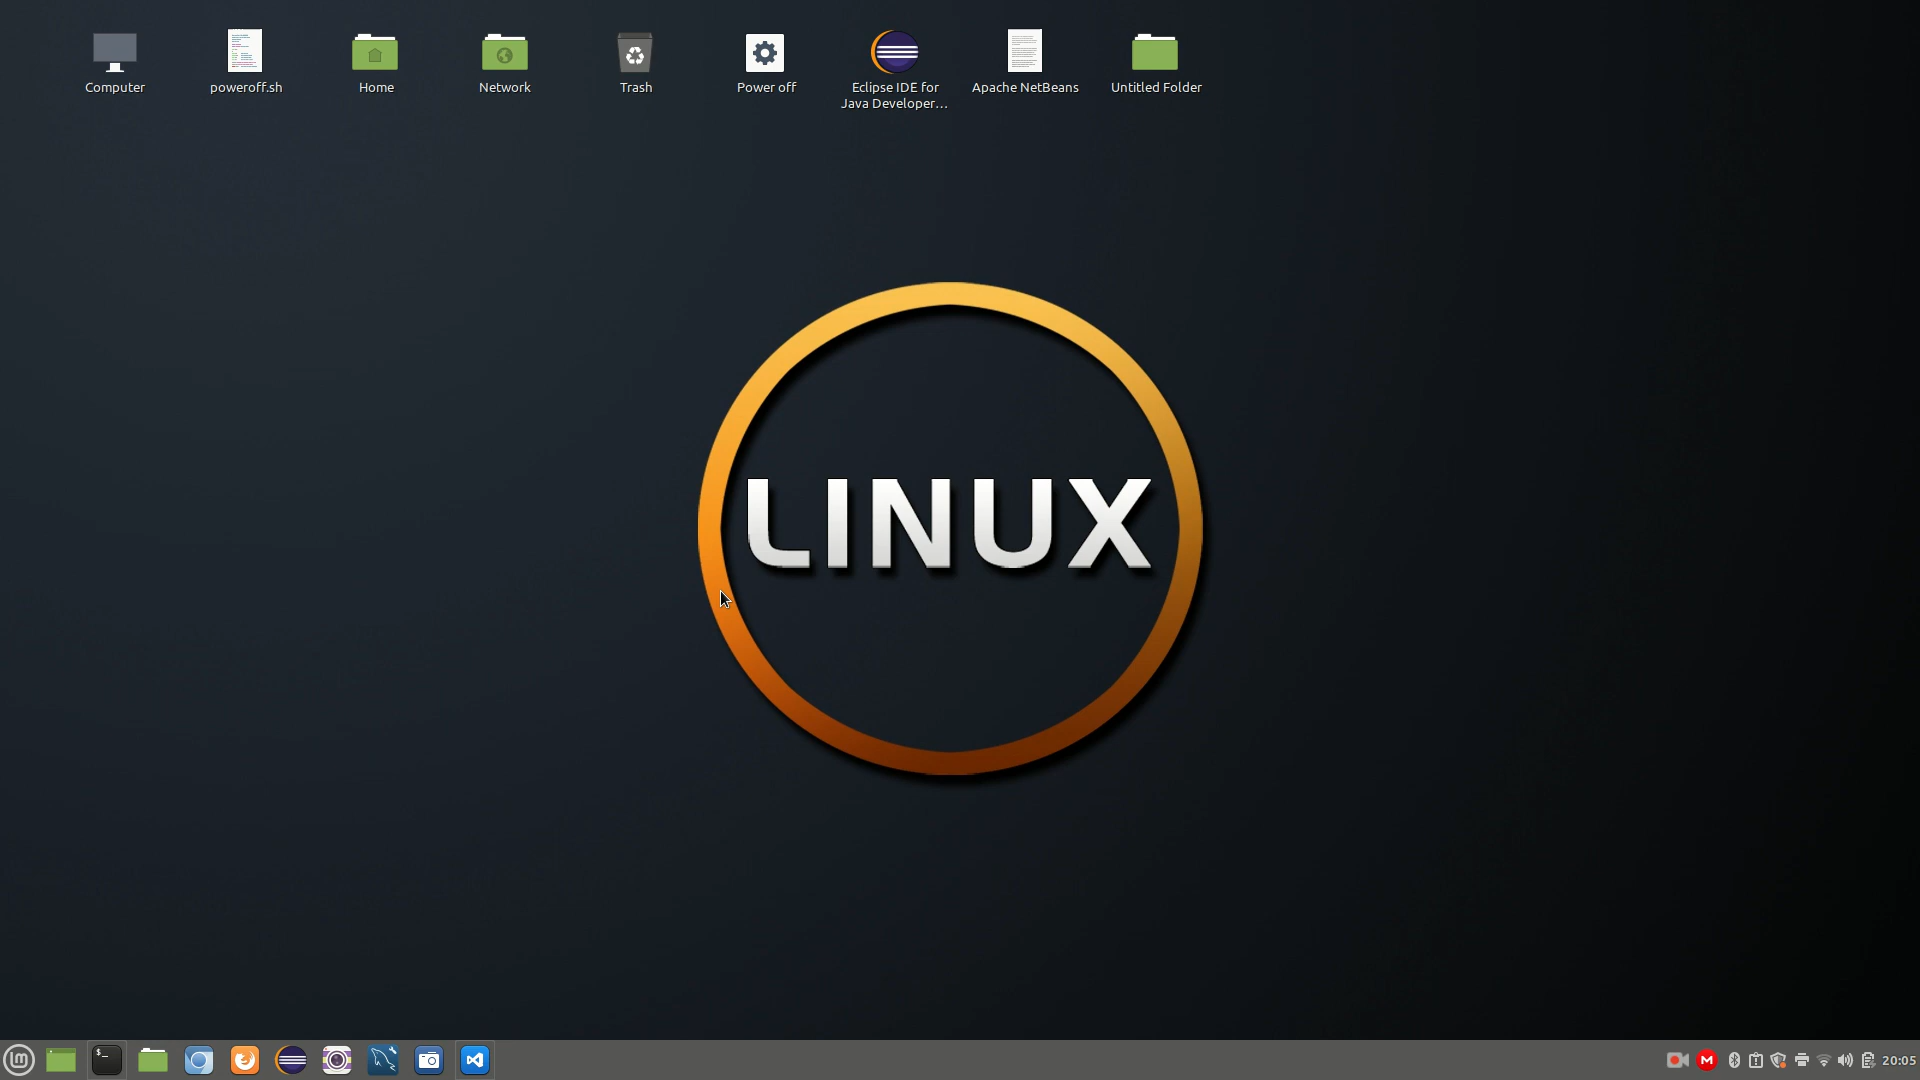 Computer
poweroff.sh
Home
Network
Trash
Power off
Eclipse IDE for
Java Developer…
Apache NetBeans
Untitled Folder
LINUX
$_
lm
M
20:05